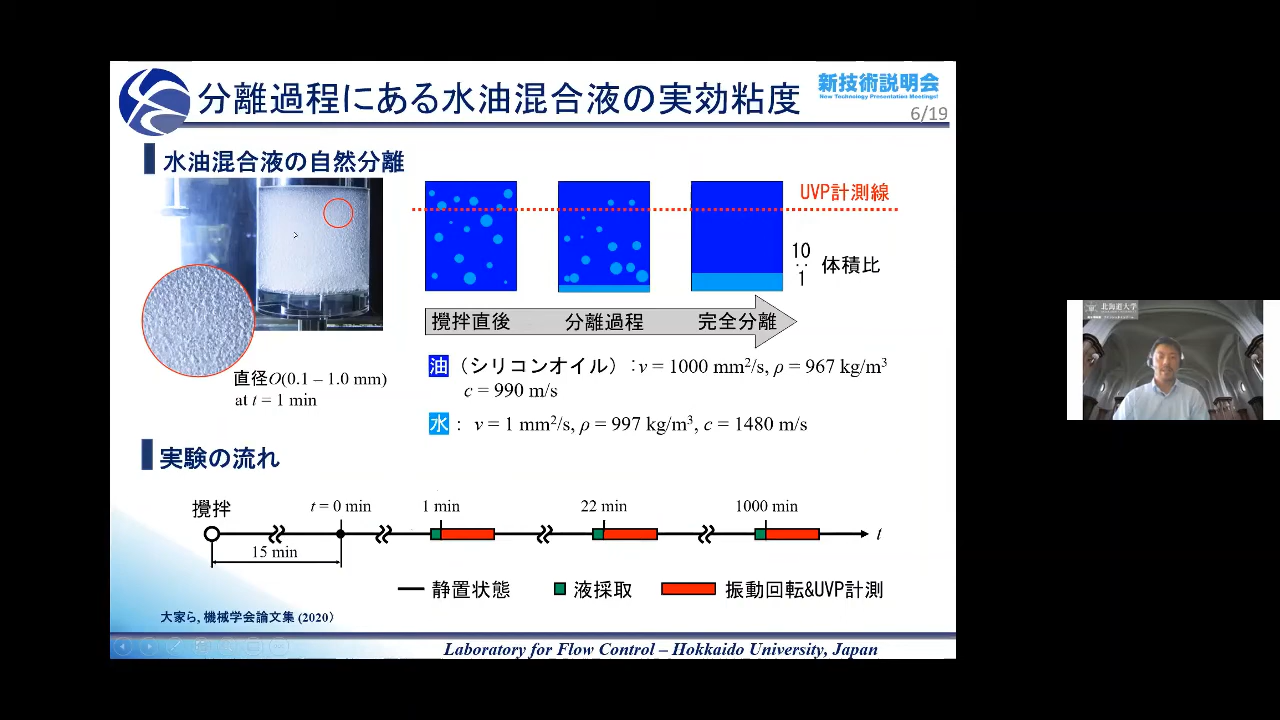 分離過程にある水油混合液の実効粘度
新技術説明会
New Technology Presentation Meetings!
6/19
水油混合液の自然分離
UVP計測線
10
:
1
体積比
攪拌直後
分離過程
完全分離
直径O(0.1 – 1.0 mm)
at t = 1 min
油 (シリコンオイル) : ν = 1000 mm²/s, ρ = 967 kg/m³
c = 990 m/s
水 : ν = 1 mm²/s, ρ = 997 kg/m³, c = 1480 m/s
実験の流れ
攪拌
t = 0 min
1 min
22 min
1000 min
t
15 min
静置状態
液採取
振動回転&UVP計測
大家ら, 機械学会論文集 (2020)
Laboratory for Flow Control – Hokkaido University, Japan
北海道大学